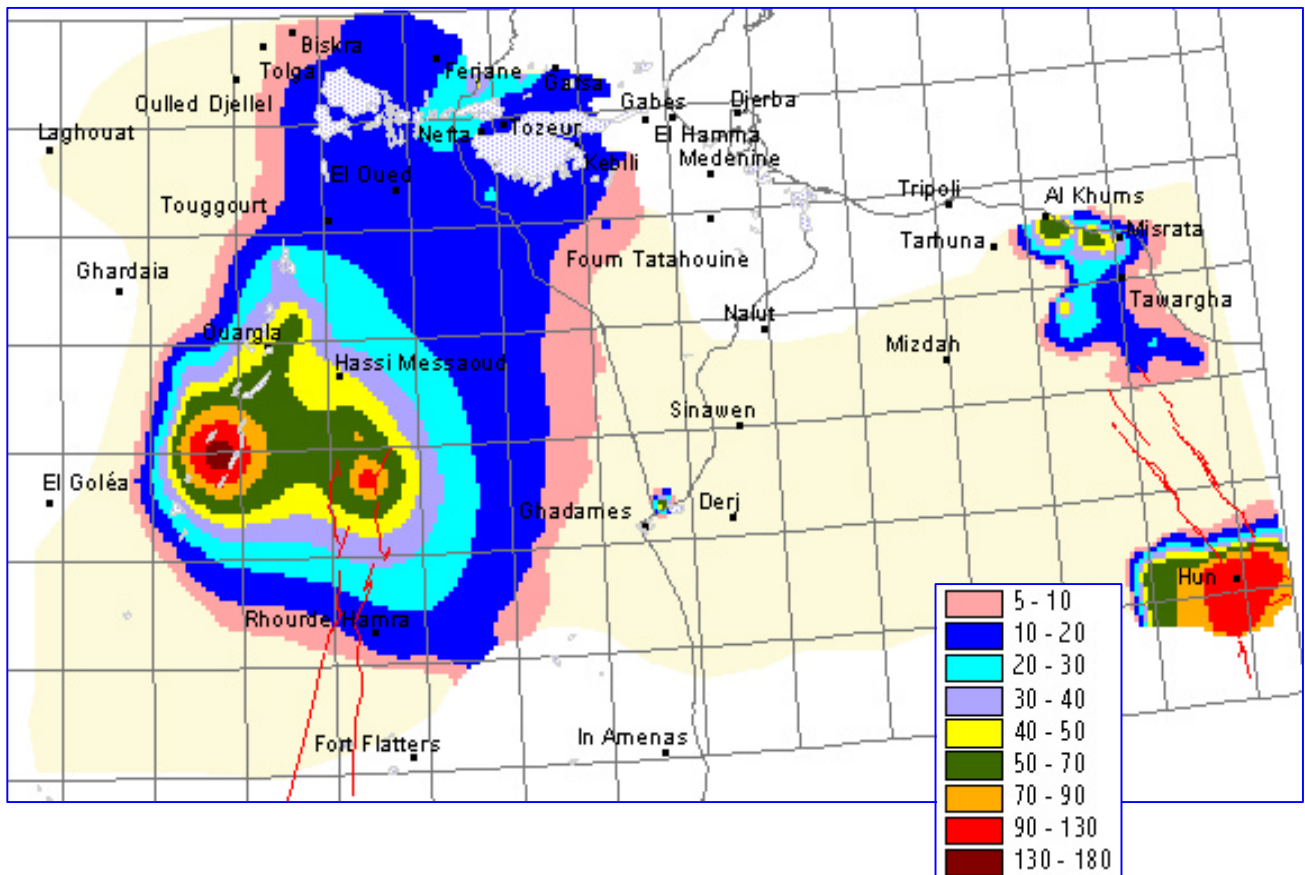 Biskra
Tolga
Ferjane
Gafsa
Oulled Djellel
Gabes
Djerba
Laghouat
Nefta
Tozeur
El Hamma
Kebili
Medenine
El Oued
Tripoli
Al Khums
Touggourt
Tarhuna
Misrata
Ghardaia
Foum Tatahouine
Tawargha
Nalut
Ouargla
Mizdah
Hassi Messaoud
Sinawen
El Goléa
Ghadames
Derj
Hun
Rhourde Hamra
Fort Flatters
In Amenas
5 - 10
10 - 20
20 - 30
30 - 40
40 - 50
50 - 70
70 - 90
90 - 130
130 - 180